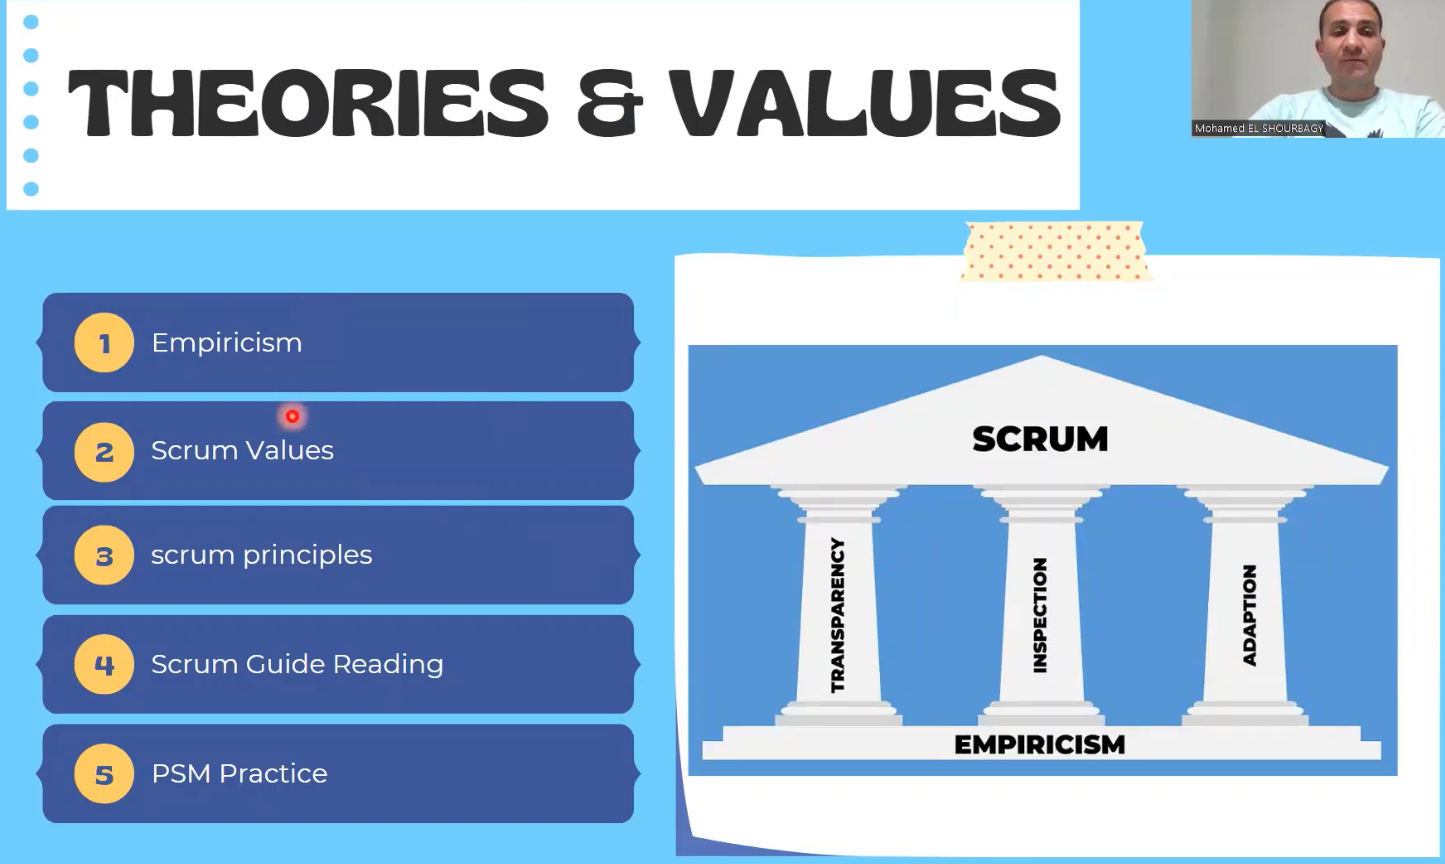 THEORIES & VALUES
Mohamed EL SHOURBAGY
1 Empiricism
2 Scrum Values
3 scrum principles
4 Scrum Guide Reading
5 PSM Practice
SCRUM
TRANSPARENCY
INSPECTION
ADAPTION
EMPIRICISM